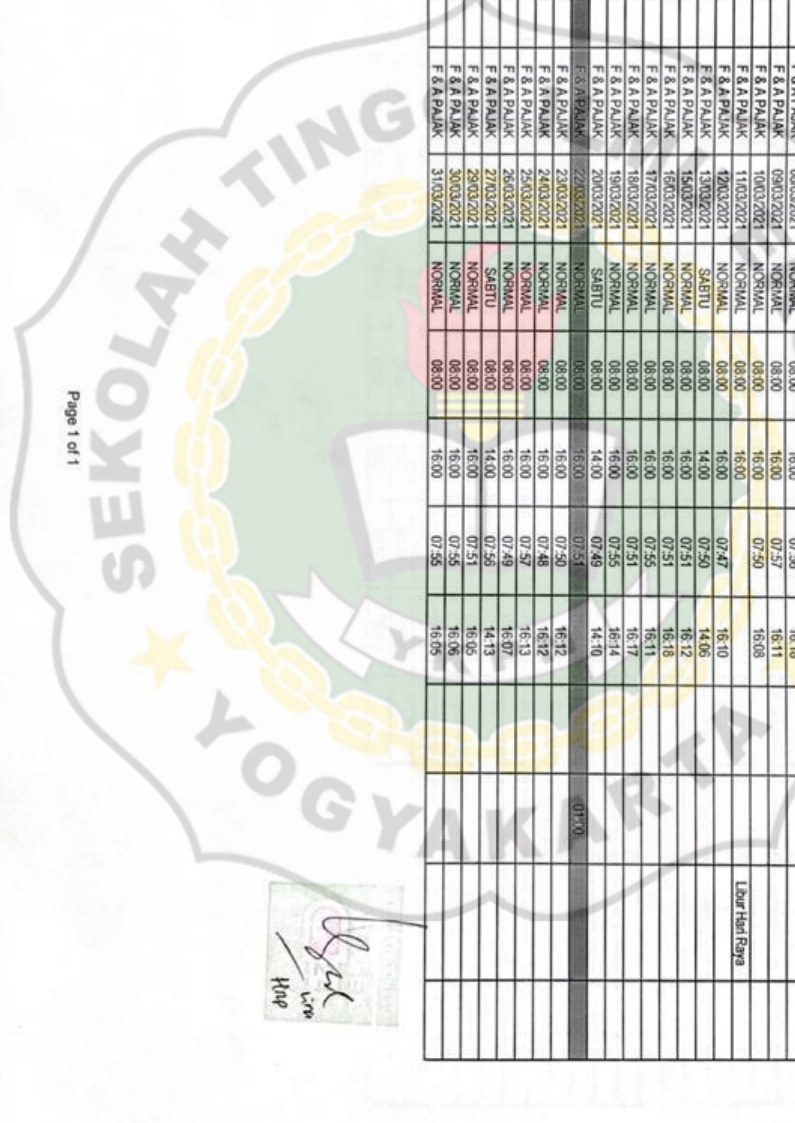 F & A PAJAK 09/03/2021 NORMAL 08:00 16:00 07:57 16:11
F & A PAJAK 10/03/2021 NORMAL 08:00 16:00 07:50 16:08
F & A PAJAK 11/03/2021 NORMAL 08:00 16:00 Libur Hari Raya
F & A PAJAK 12/03/2021 NORMAL 08:00 16:00 07:47 16:10
F & A PAJAK 13/03/2021 SABTU 08:00 14:00 07:50 14:06
F & A PAJAK 15/03/2021 NORMAL 08:00 16:00 07:51 16:12
F & A PAJAK 16/03/2021 NORMAL 08:00 16:00 07:51 16:18
F & A PAJAK 17/03/2021 NORMAL 08:00 16:00 07:55 16:11
F & A PAJAK 18/03/2021 NORMAL 08:00 16:00 07:51 16:17
F & A PAJAK 19/03/2021 NORMAL 08:00 16:00 07:55 16:14
F & A PAJAK 20/03/2021 SABTU 08:00 14:00 07:49 14:10
F & A PAJAK 22/03/2021 NORMAL 08:00 16:00 07:51 01:00
F & A PAJAK 23/03/2021 NORMAL 08:00 16:00 07:50 16:12
F & A PAJAK 24/03/2021 NORMAL 08:00 16:00 07:48 16:12
F & A PAJAK 25/03/2021 NORMAL 08:00 16:00 07:57 16:13
F & A PAJAK 26/03/2021 NORMAL 08:00 16:00 07:49 16:07
F & A PAJAK 27/03/2021 SABTU 08:00 14:00 07:56 14:13
F & A PAJAK 29/03/2021 NORMAL 08:00 16:00 07:51 16:05
F & A PAJAK 30/03/2021 NORMAL 08:00 16:00 07:55 16:06
F & A PAJAK 31/03/2021 NORMAL 08:00 16:00 07:55 16:05
Page 1 of 1
SEKOLAH
YOGYAKARTA